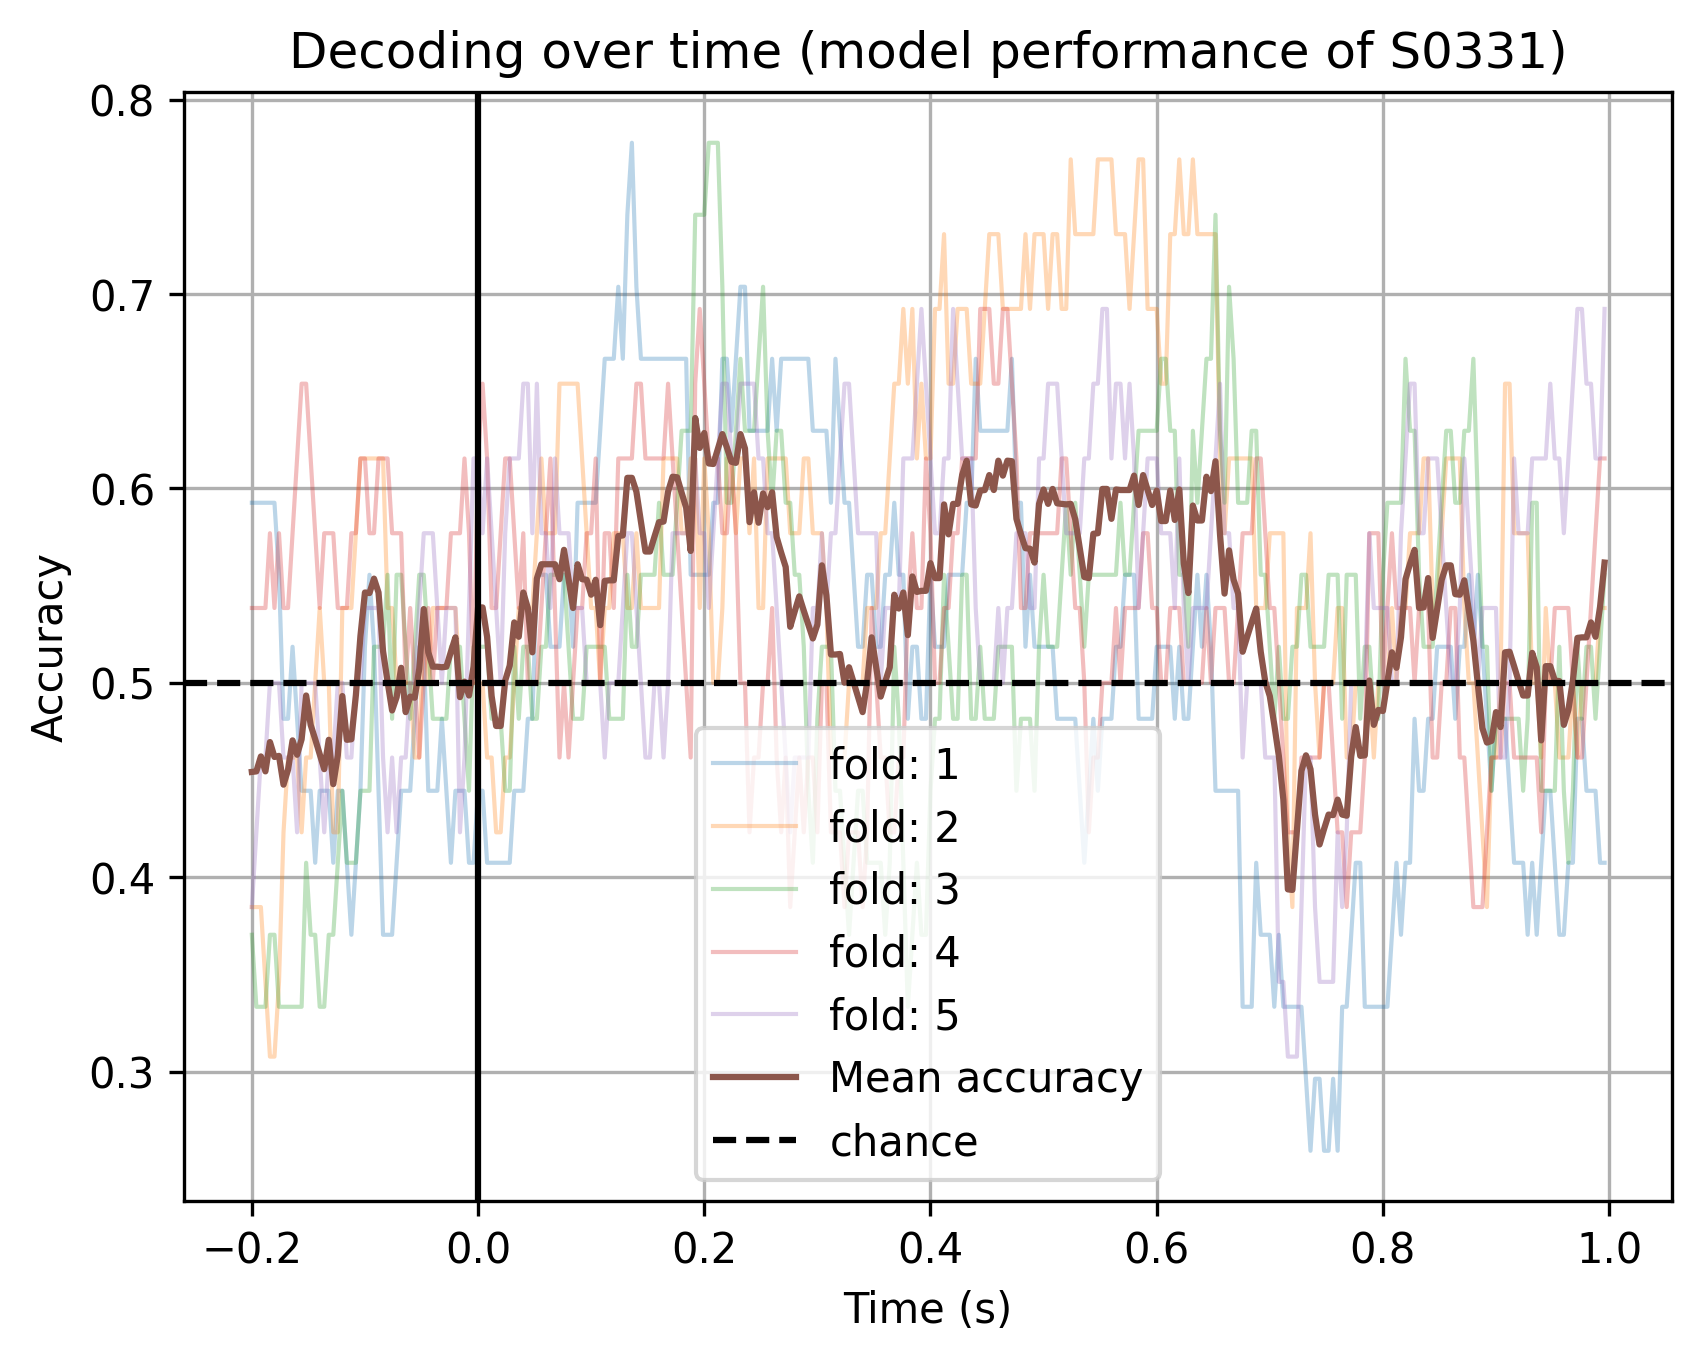 Decoding over time (model performance of S0331)
0.8
0.7
0.6
0.5
0.4
0.3
Accuracy
fold: 1
fold: 2
fold: 3
fold: 4
fold: 5
Mean accuracy
chance
−0.2 0.0 0.2 0.4 0.6 0.8 1.0
Time (s)